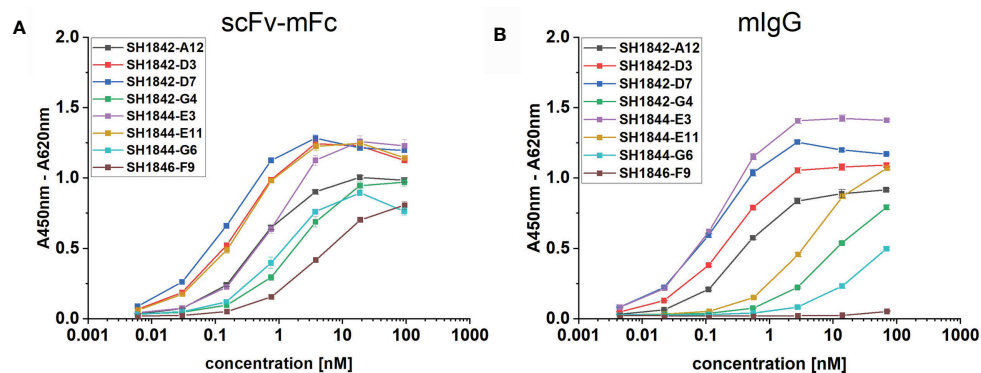 A
scFv-mFc
2.0
1.5
1.0
0.5
0.0
A450nm - A620nm
SH1842-A12
SH1842-D3
SH1842-D7
SH1842-G4
SH1844-E3
SH1844-E11
SH1844-G6
SH1846-F9
0.001 0.01 0.1 1 10 100 1000
concentration [nM]
B
mIgG
2.0
1.5
1.0
0.5
0.0
A450nm - A620nm
SH1842-A12
SH1842-D3
SH1842-D7
SH1842-G4
SH1844-E3
SH1844-E11
SH1844-G6
SH1846-F9
0.001 0.01 0.1 1 10 100 1000
concentration [nM]